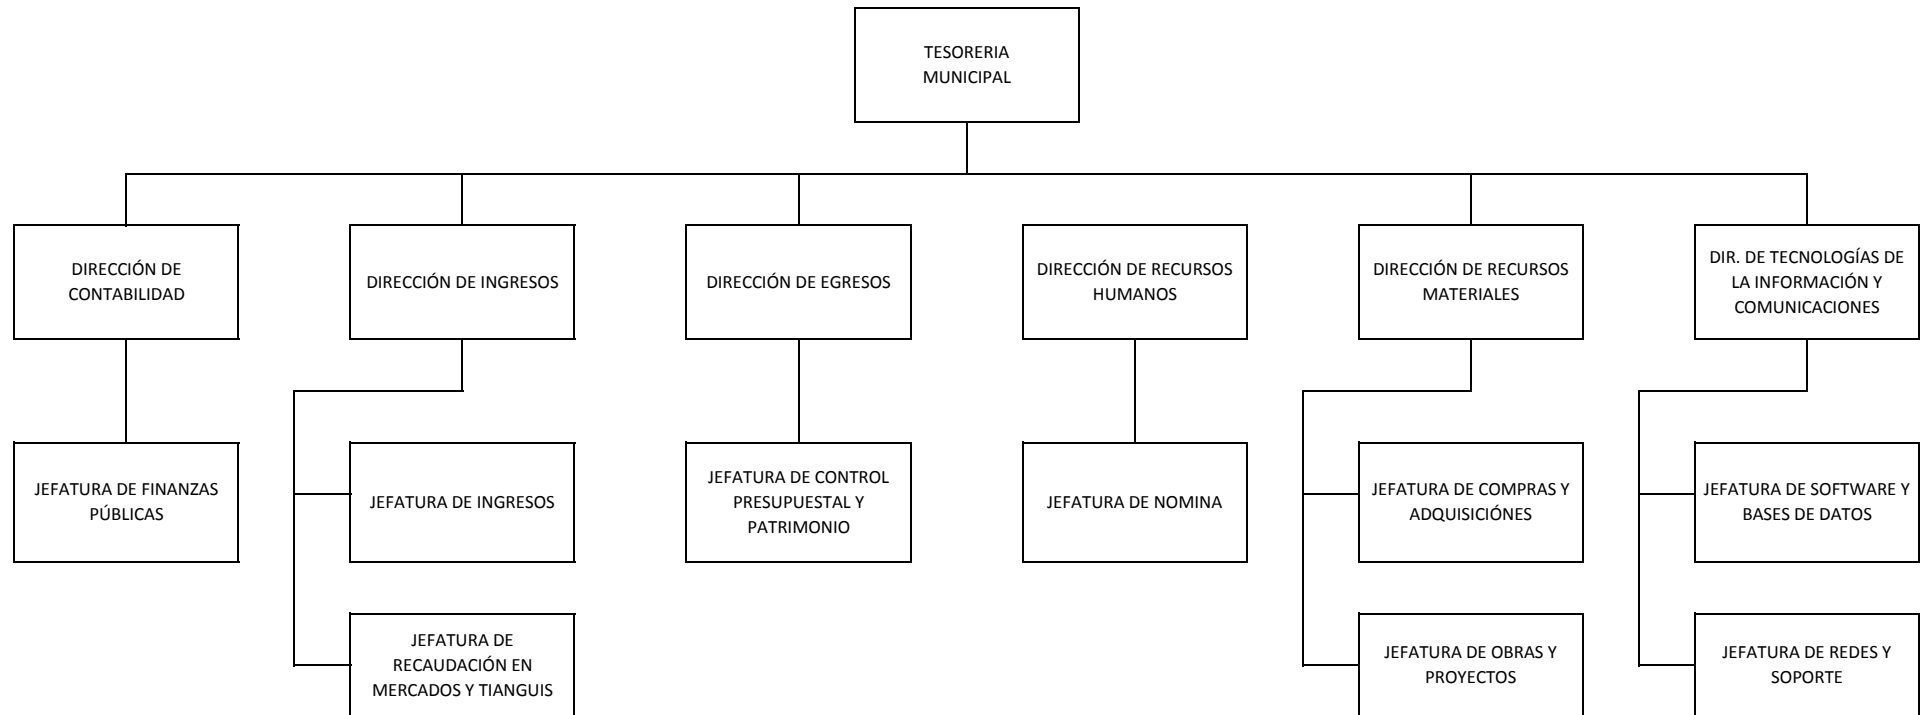 TESORERIA
MUNICIPAL
DIRECCIÓN DE
CONTABILIDAD
DIRECCIÓN DE INGRESOS
DIRECCIÓN DE EGRESOS
DIRECCIÓN DE RECURSOS
HUMANOS
DIRECCIÓN DE RECURSOS
MATERIALES
DIR. DE TECNOLOGÍAS DE
LA INFORMACIÓN Y
COMUNICACIONES
JEFATURA DE FINANZAS
PÚBLICAS
JEFATURA DE INGRESOS
JEFATURA DE CONTROL
PRESUPUESTAL Y
PATRIMONIO
JEFATURA DE NOMINA
JEFATURA DE COMPRAS Y
ADQUISICIÓNES
JEFATURA DE SOFTWARE Y
BASES DE DATOS
JEFATURA DE
RECAUDACIÓN EN
MERCADOS Y TIANGUIS
JEFATURA DE OBRAS Y
PROYECTOS
JEFATURA DE REDES Y
SOPORTE